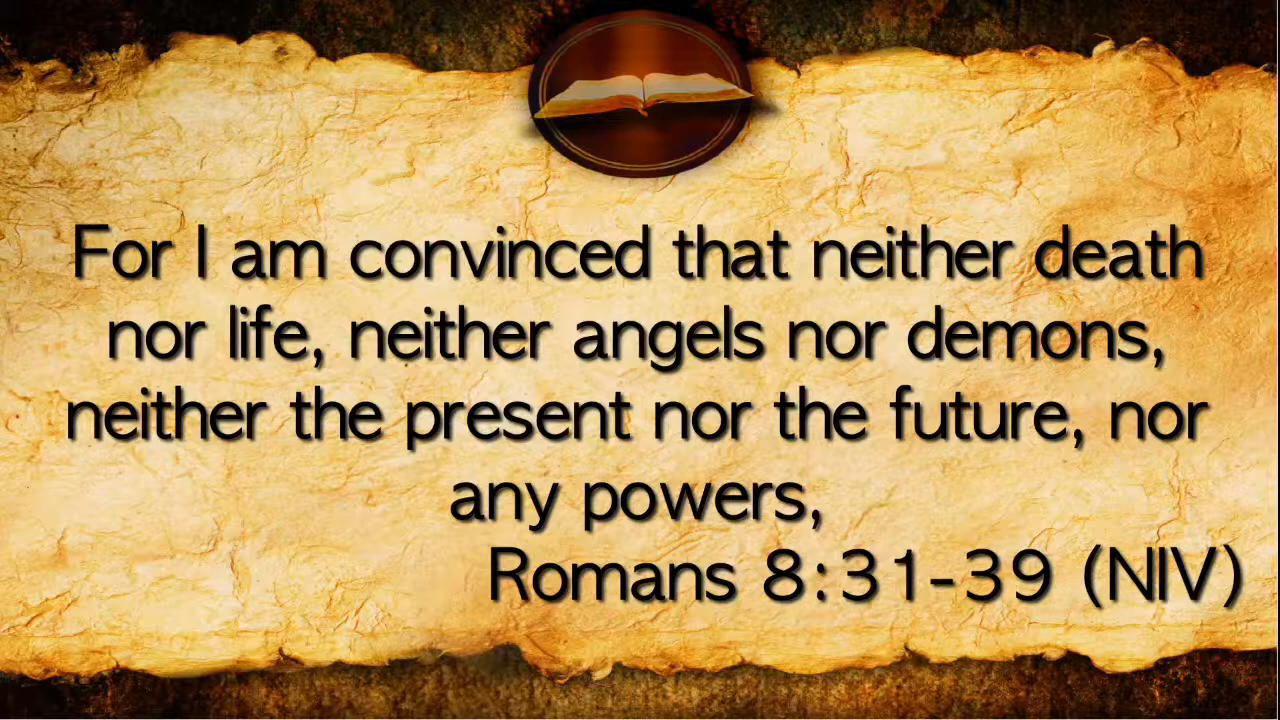 For I am convinced that neither death
nor life, neither angels nor demons,
neither the present nor the future, nor
any powers,
Romans 8:31-39 (NIV)